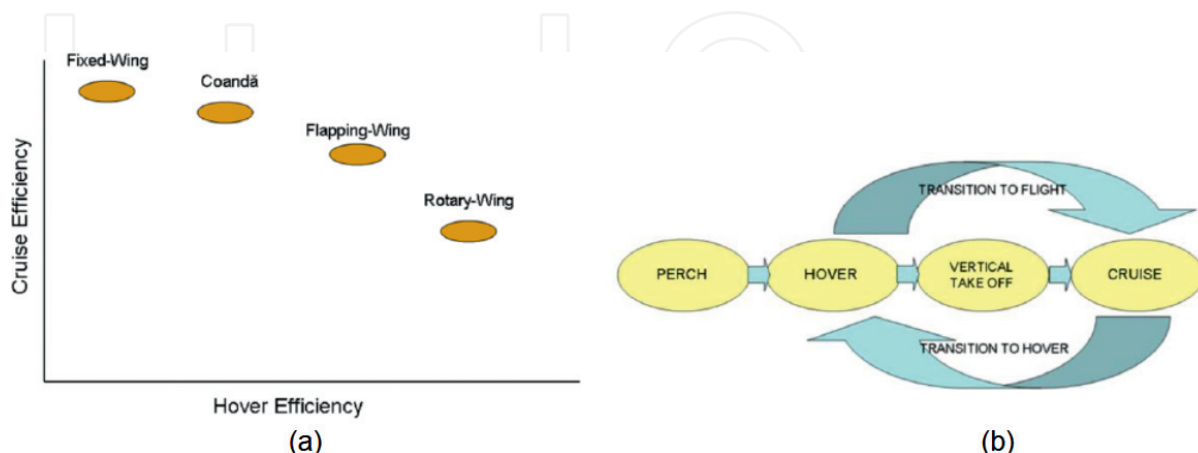 Fixed-Wing
Coandă
Flapping-Wing
Rotary-Wing
Cruise Efficiency
Hover Efficiency
(a)
TRANSITION TO FLIGHT
PERCH
HOVER
VERTICAL
TAKE OFF
CRUISE
TRANSITION TO HOVER
(b)